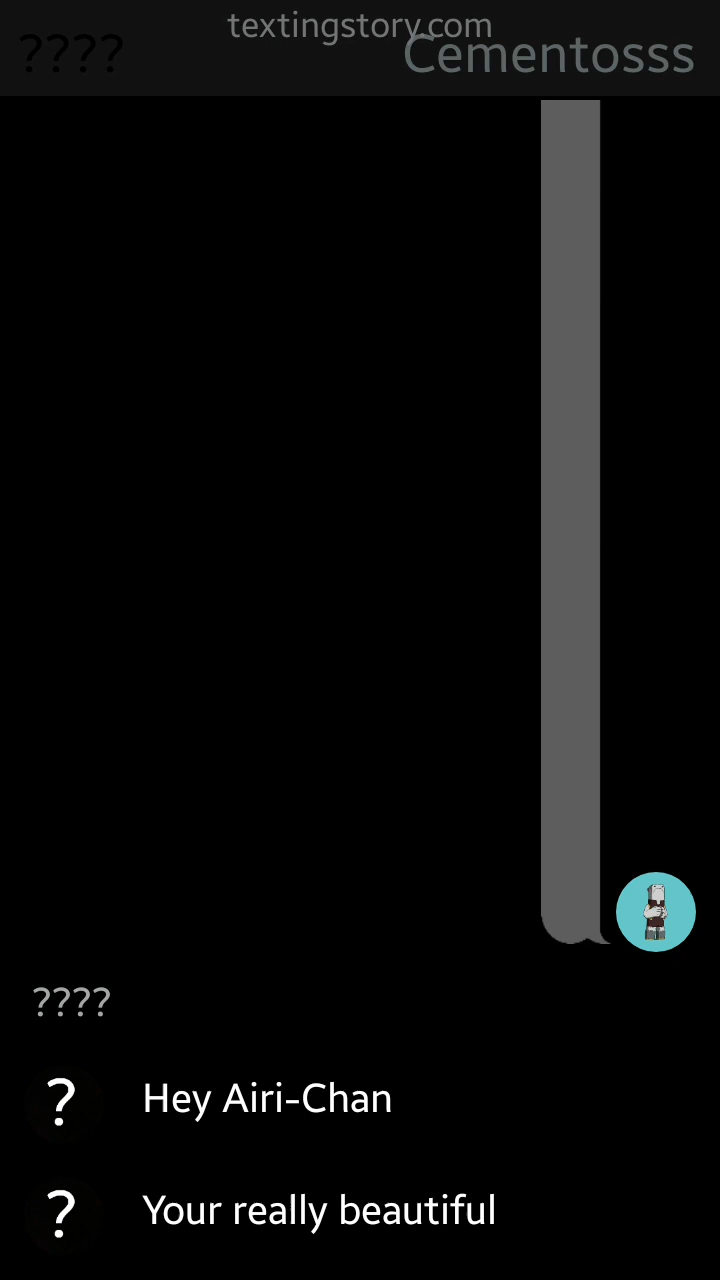 textingstory.com
???? Cementosss
????
? Hey Airi-Chan
? Your really beautiful